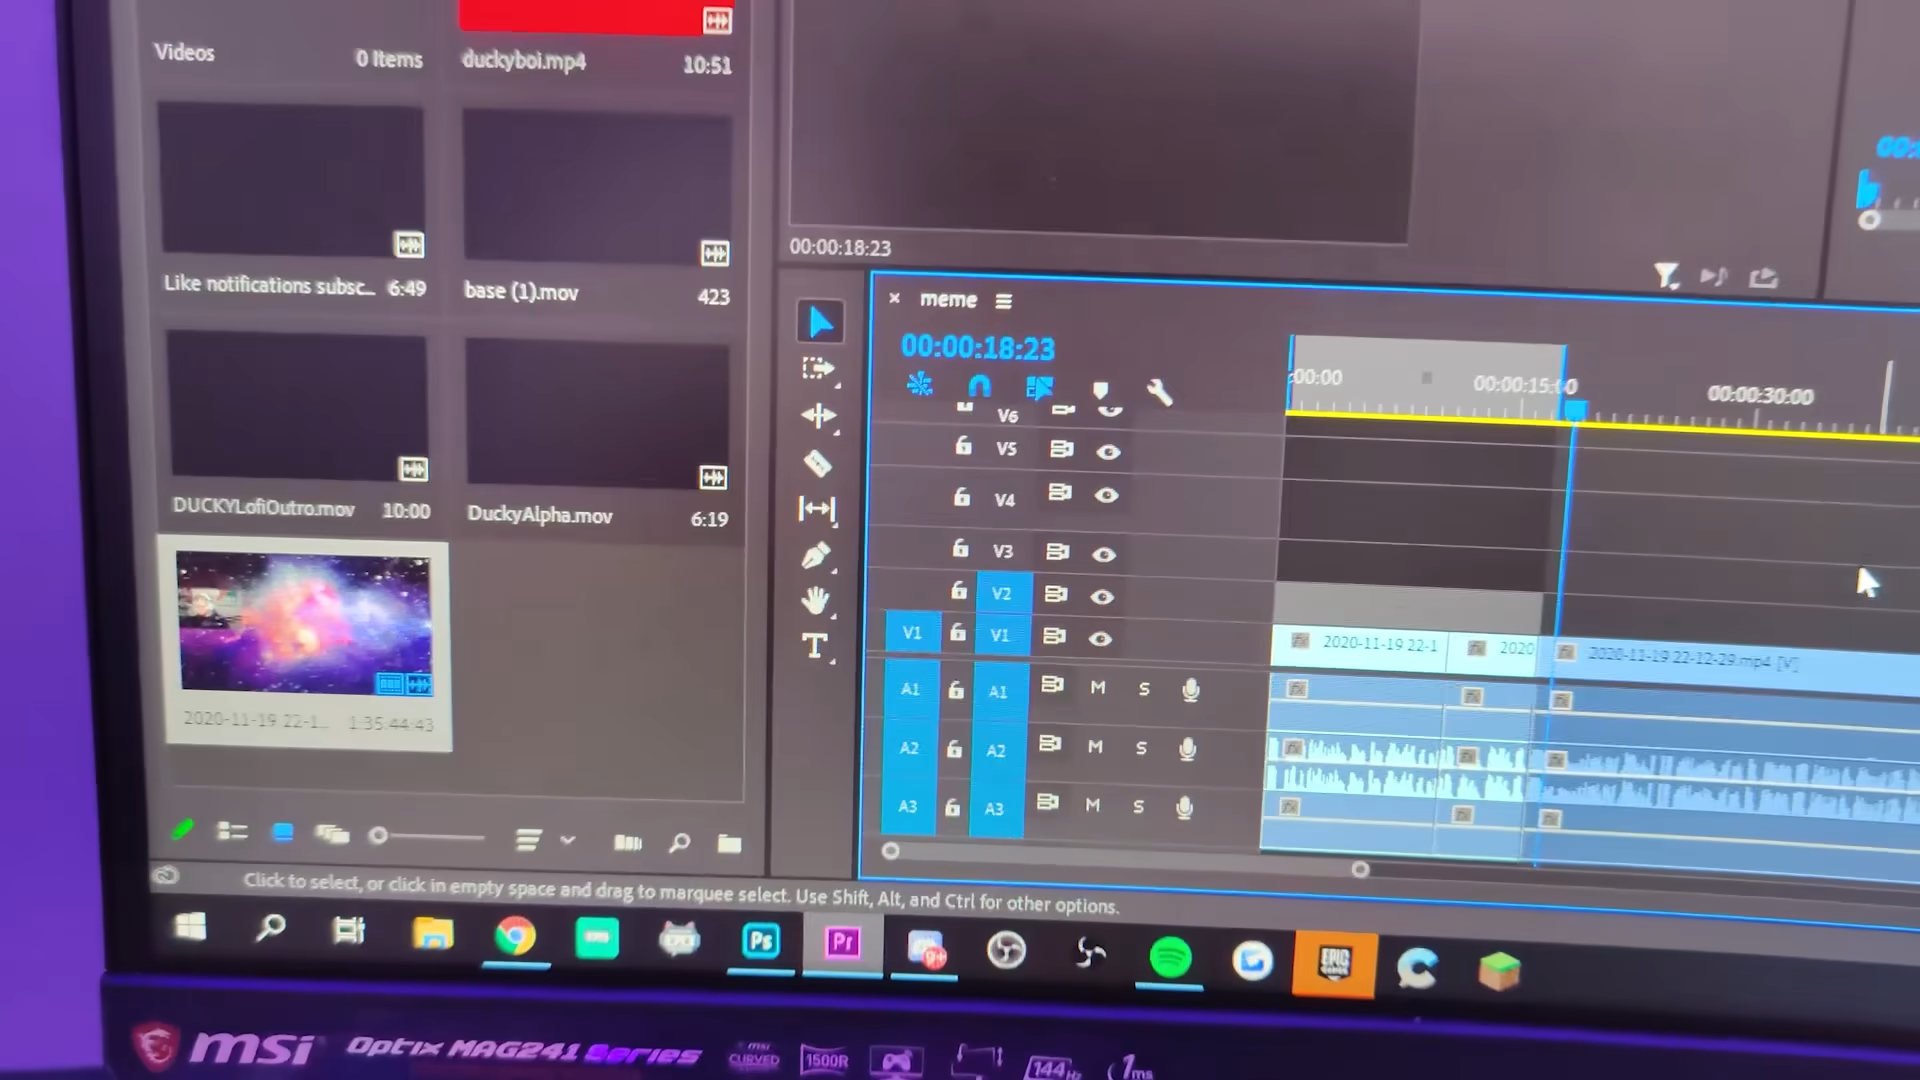 Videos
0 Items
duckyboi.mp4
10:51
Like notifications subsc...
6:49
base (1).mov
423
DUCKYLofiOutro.mov
10:00
DuckyAlpha.mov
6:19
2020-11-19 22-1...
1:35:44:43
00:00:18:23
× meme
00:00:18:23
:00:00
00:00:15:00
00:00:30:00
V6
V5
V4
V3
V2
V1 V1
2020-11-19 22-1
2020
2020-11-19 22-12-29.mp4 [V]
A1 A1 M S
A2 A2 M S
A3 A3 M S
T
Click to select, or click in empty space and drag to marquee select. Use Shift, Alt, and Ctrl for other options.
Ps
Pr
9+
EPIC
GAMES
msi
Optix MAG241 Series
msi
CURVED
1500R
144Hz
1ms